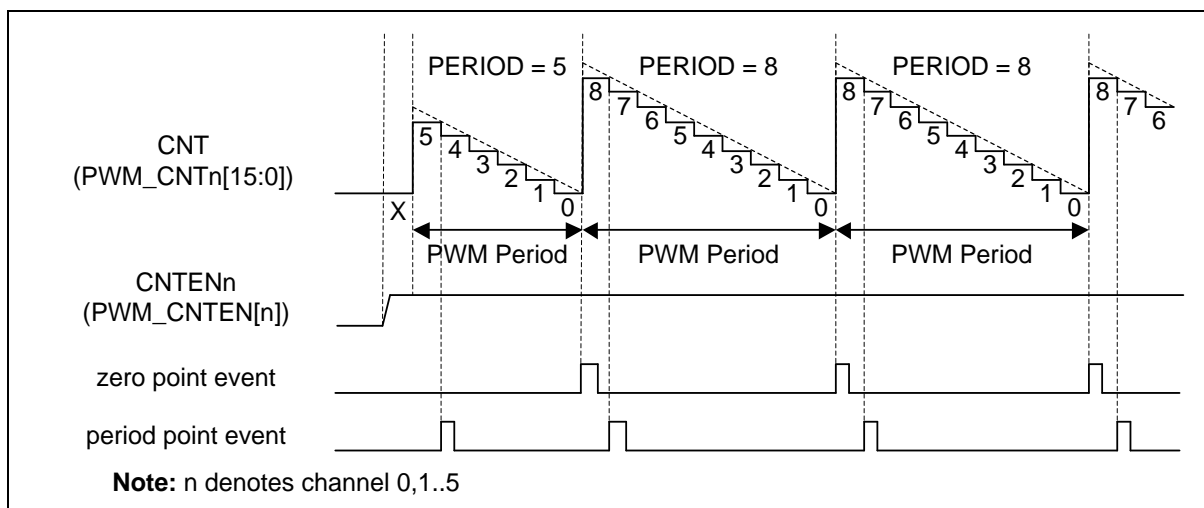 PERIOD = 5
PERIOD = 8
PERIOD = 8
CNT
(PWM_CNTn[15:0])
X
5
4
3
2
1
0
8
7
6
5
4
3
2
1
0
8
7
6
5
4
3
2
1
0
8
7
6
PWM Period
PWM Period
PWM Period
CNTENn
(PWM_CNTEN[n])
zero point event
period point event
Note: n denotes channel 0,1..5